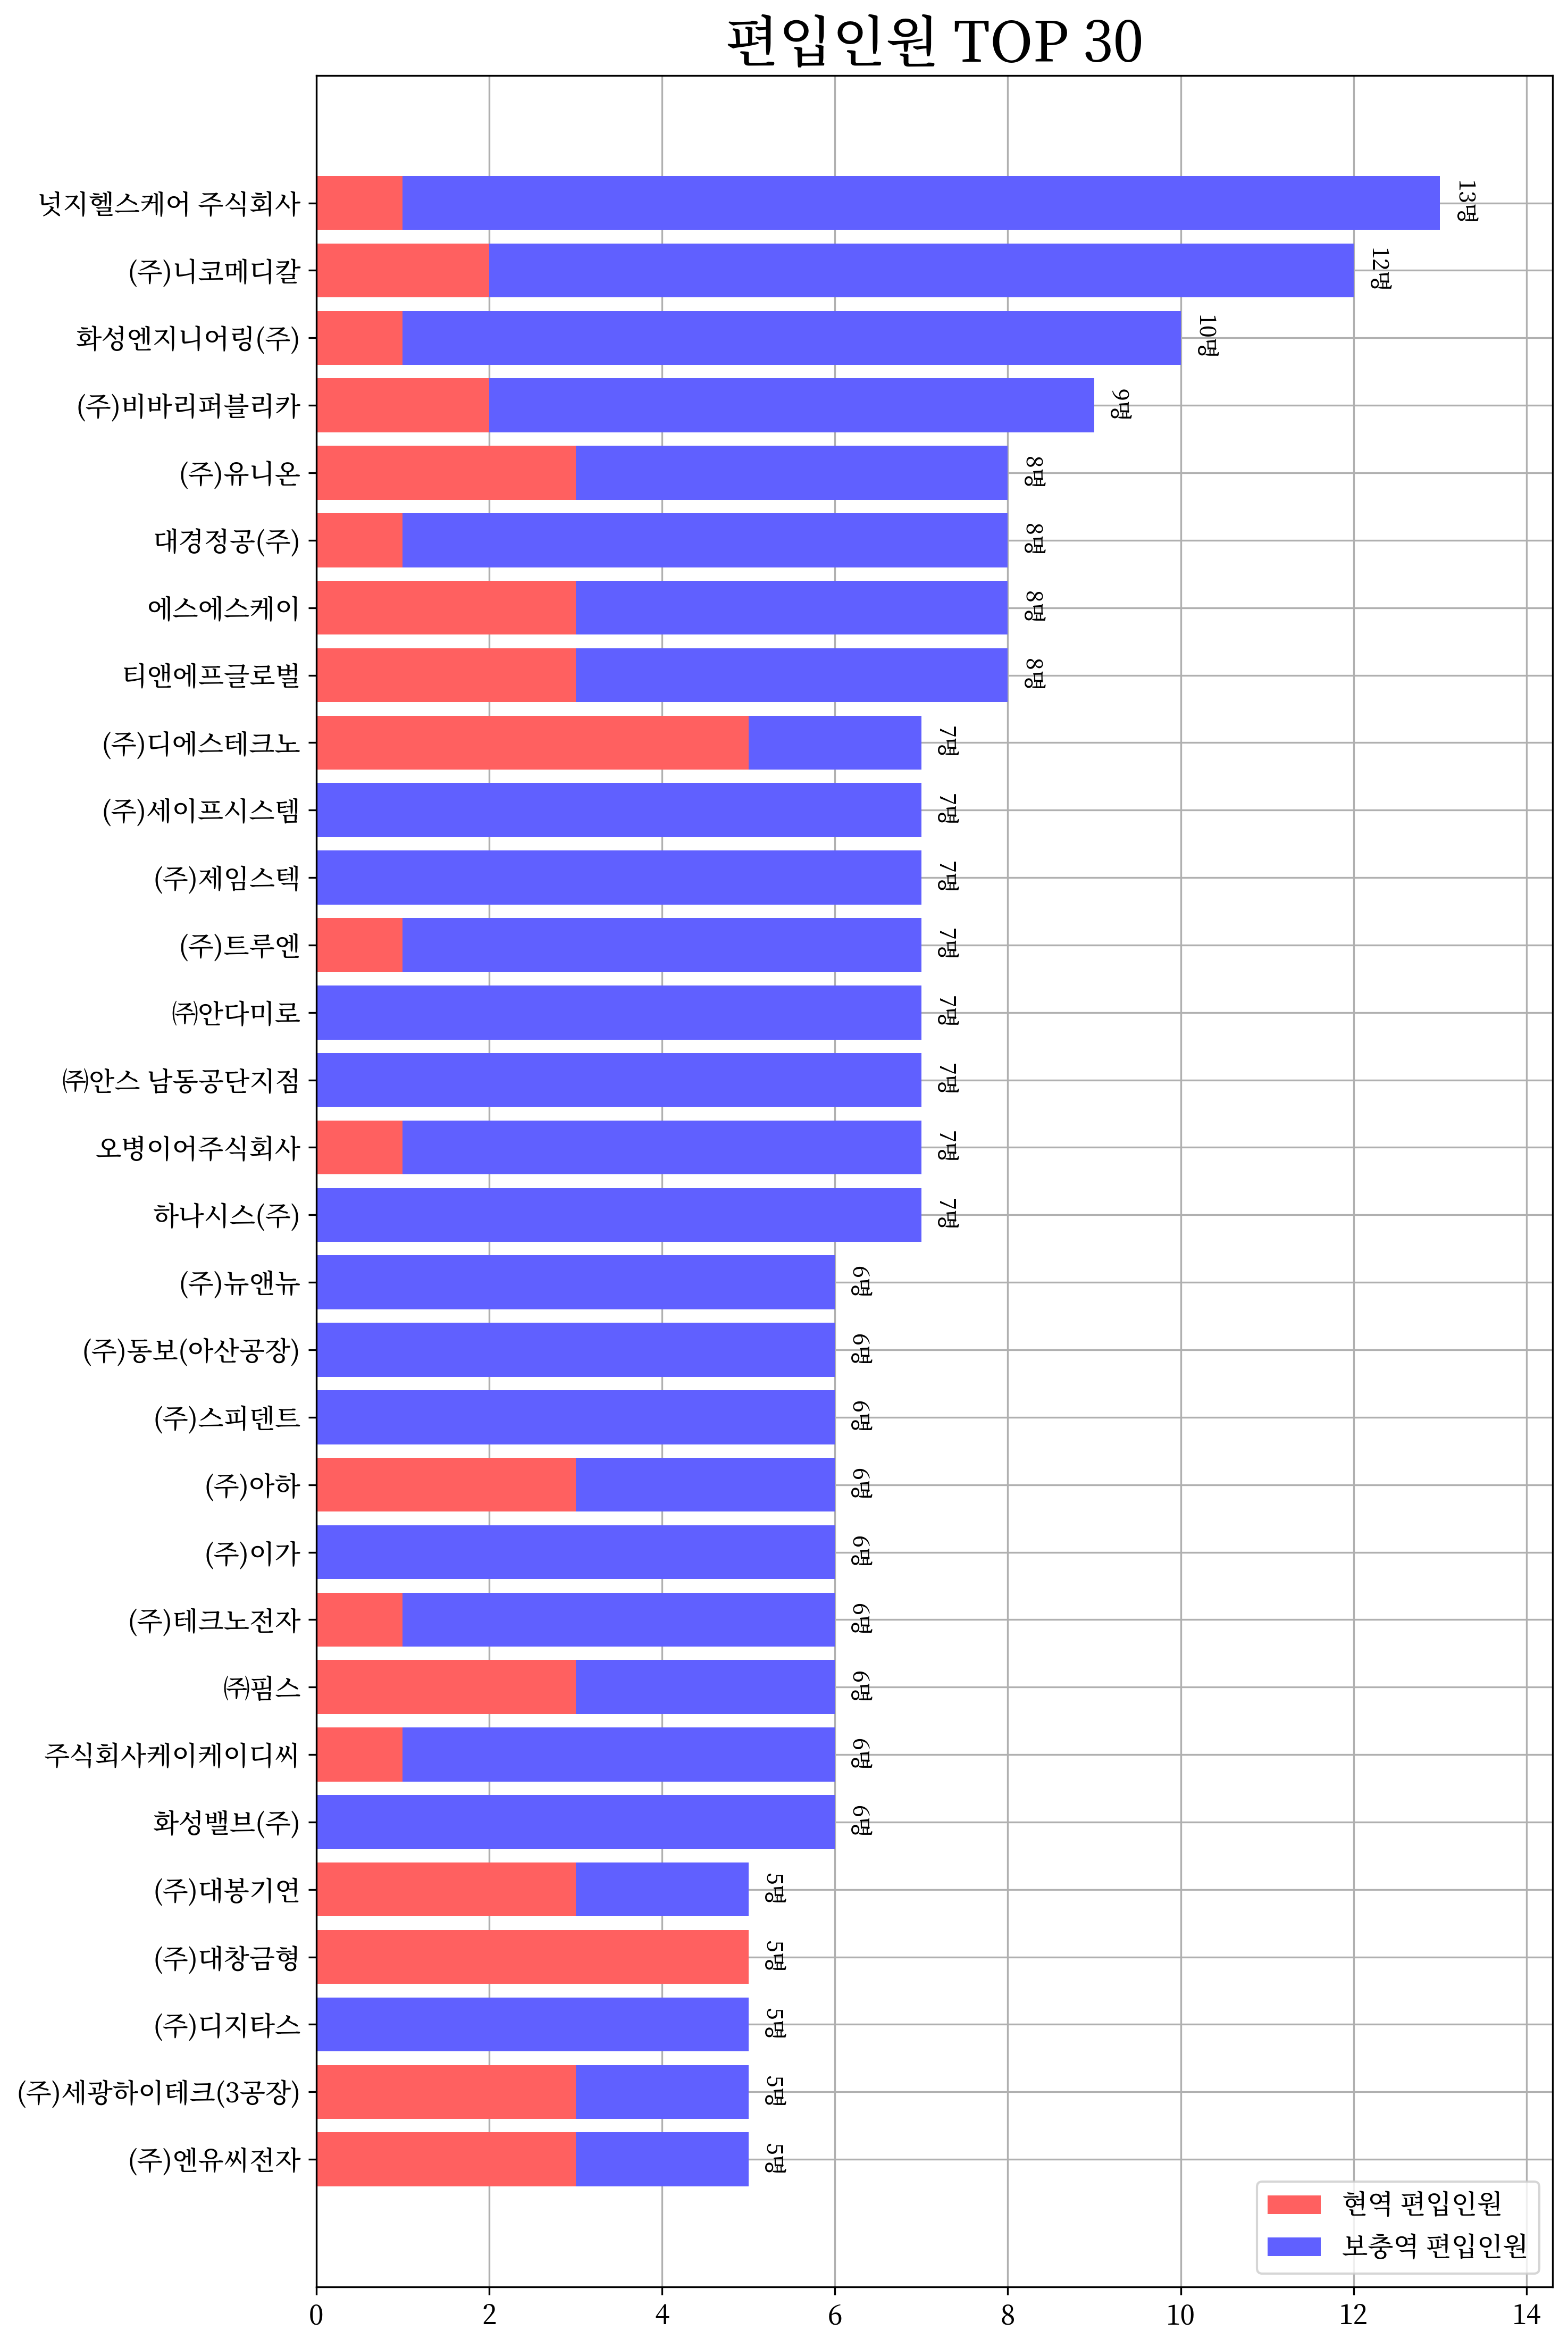 편입인원 TOP 30
넛지헬스케어 주식회사 13명
(주)니코메디칼 12명
화성엔지니어링(주) 10명
(주)비바리퍼블리카 9명
(주)유니온 8명
대경정공(주) 8명
에스에스케이 8명
티앤에프글로벌 8명
(주)디에스테크노 7명
(주)세이프시스템 7명
(주)제임스텍 7명
(주)트루엔 7명
㈜안다미로 7명
㈜안스 남동공단지점 7명
오병이어주식회사 7명
하나시스(주) 7명
(주)뉴앤뉴 6명
(주)동보(아산공장) 6명
(주)스피덴트 6명
(주)아하 6명
(주)이가 6명
(주)테크노전자 6명
㈜핌스 6명
주식회사케이케이디씨 6명
화성밸브(주) 6명
(주)대봉기연 5명
(주)대창금형 5명
(주)디지타스 5명
(주)세광하이테크(3공장) 5명
(주)엔유씨전자 5명
현역 편입인원
보충역 편입인원
0 2 4 6 8 10 12 14